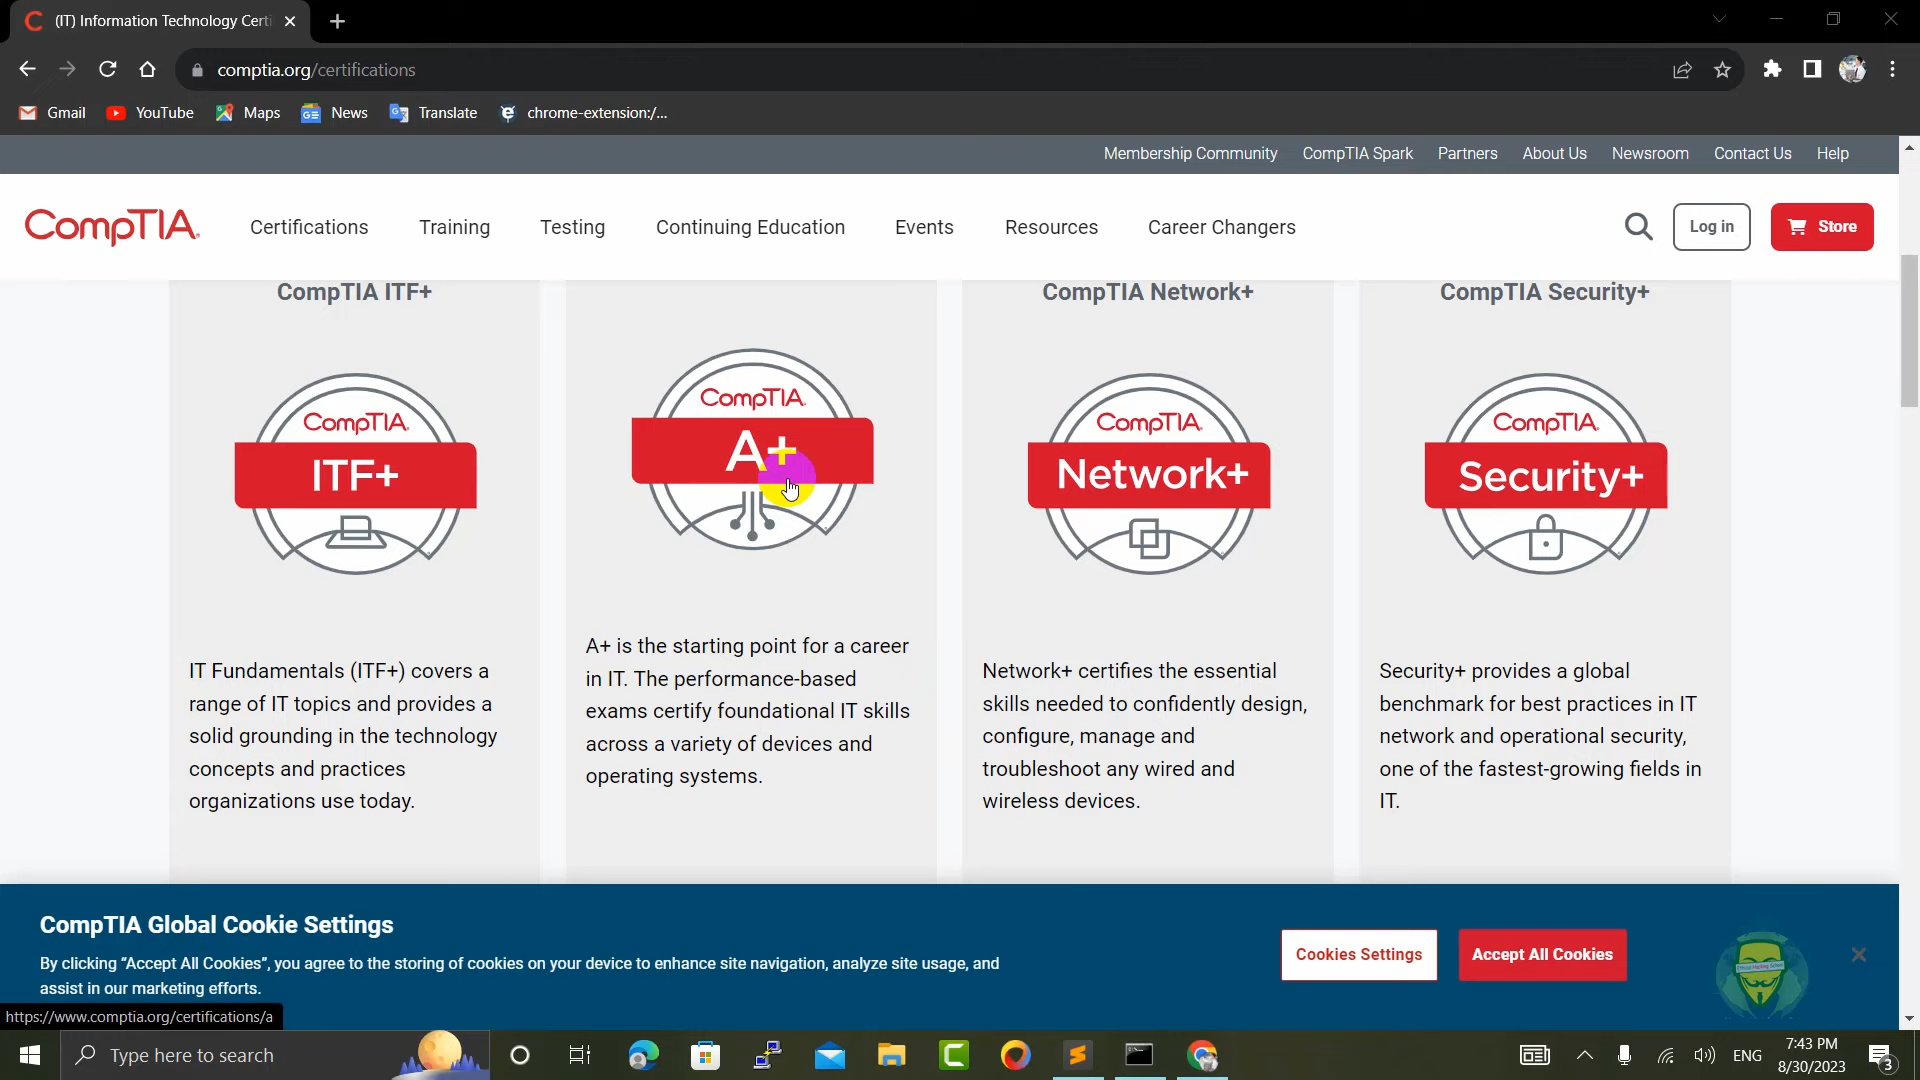 (IT) Information Technology Certi
comptia.org/certifications
Gmail YouTube Maps News Translate chrome-extension:/...
Membership Community CompTIA Spark Partners About Us Newsroom Contact Us Help
CompTIA. Certifications Training Testing Continuing Education Events Resources Career Changers Log in Store
CompTIA ITF+
CompTIA.
ITF+
IT Fundamentals (ITF+) covers a
range of IT topics and provides a
solid grounding in the technology
concepts and practices
organizations use today.
CompTIA.
A+
A+ is the starting point for a career
in IT. The performance-based
exams certify foundational IT skills
across a variety of devices and
operating systems.
CompTIA Network+
CompTIA.
Network+
Network+ certifies the essential
skills needed to confidently design,
configure, manage and
troubleshoot any wired and
wireless devices.
CompTIA Security+
CompTIA.
Security+
Security+ provides a global
benchmark for best practices in IT
network and operational security,
one of the fastest-growing fields in
IT.
CompTIA Global Cookie Settings
By clicking “Accept All Cookies”, you agree to the storing of cookies on your device to enhance site navigation, analyze site usage, and
assist in our marketing efforts.
Cookies Settings
Accept All Cookies
https://www.comptia.org/certifications/a
Type here to search
ENG
7:43 PM
8/30/2023
3